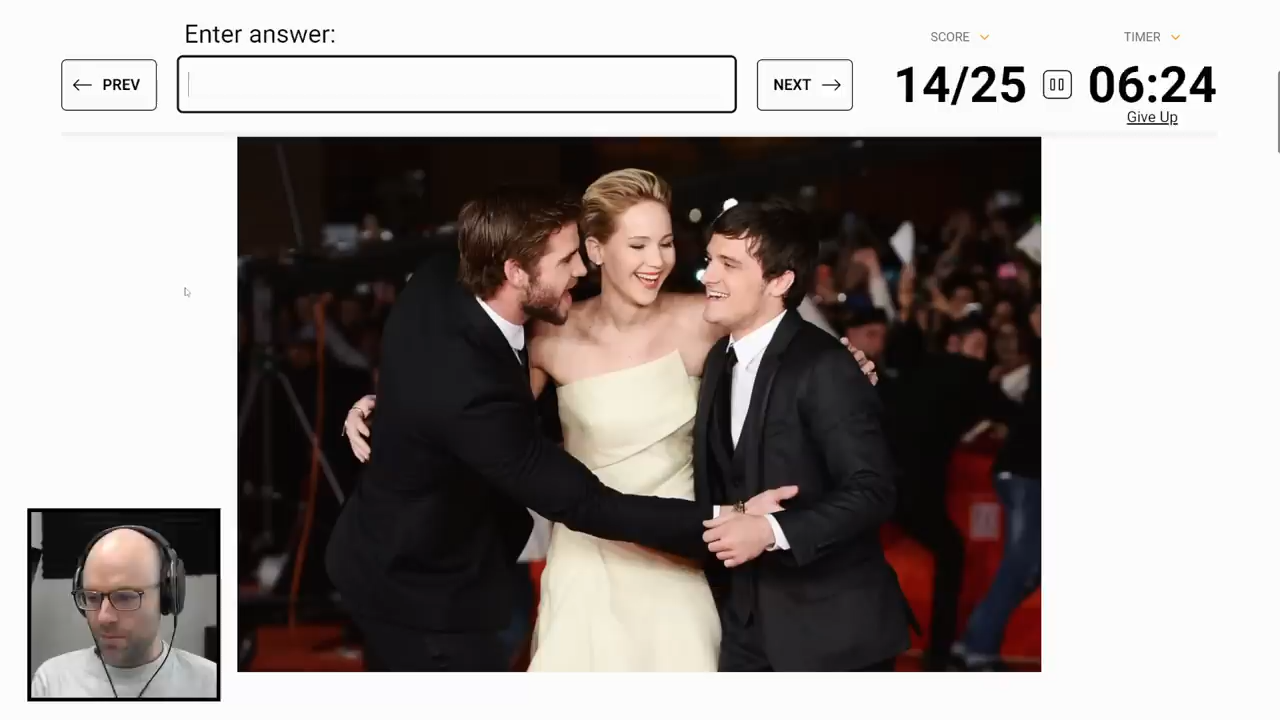 Enter answer:
← PREV
NEXT →
SCORE
14/25
TIMER
06:24
Give Up